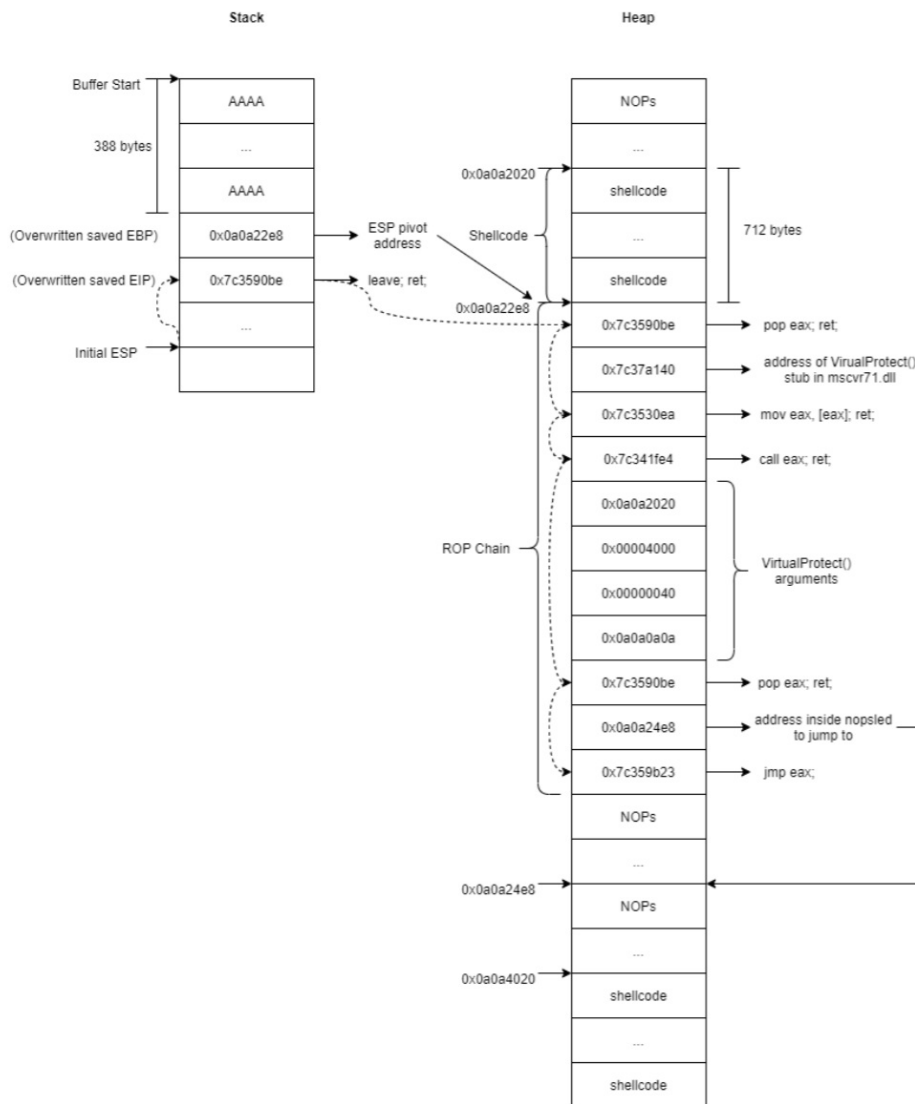 Stack
Heap
Buffer Start
AAAA
NOPs
388 bytes
...
...
0x0a0a2020
AAAA
shellcode
(Overwritten saved EBP)
0x0a0a22e8
ESP pivot
address
Shellcode
...
712 bytes
(Overwritten saved EIP)
0x7c3590be
leave; ret;
shellcode
0x0a0a22e8
...
0x7c3590be
pop eax; ret;
Initial ESP
0x7c37a140
address of VirualProtect()
stub in mscvr71.dll
0x7c3530ea
mov eax, [eax]; ret;
0x7c341fe4
call eax; ret;
0x0a0a2020
ROP Chain
0x00004000
VirtualProtect()
arguments
0x00000040
0x0a0a0a0a
0x7c3590be
pop eax; ret;
0x0a0a24e8
address inside nopsled
to jump to
0x7c359b23
jmp eax;
NOPs
...
0x0a0a24e8
NOPs
...
0x0a0a4020
shellcode
...
shellcode